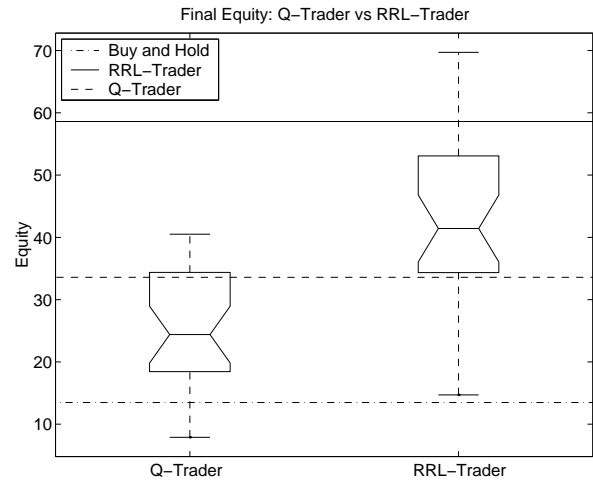 Final Equity: Q−Trader vs RRL−Trader
70
60
50
40
30
20
10
Equity
Buy and Hold
RRL−Trader
Q−Trader
Q−Trader
RRL−Trader